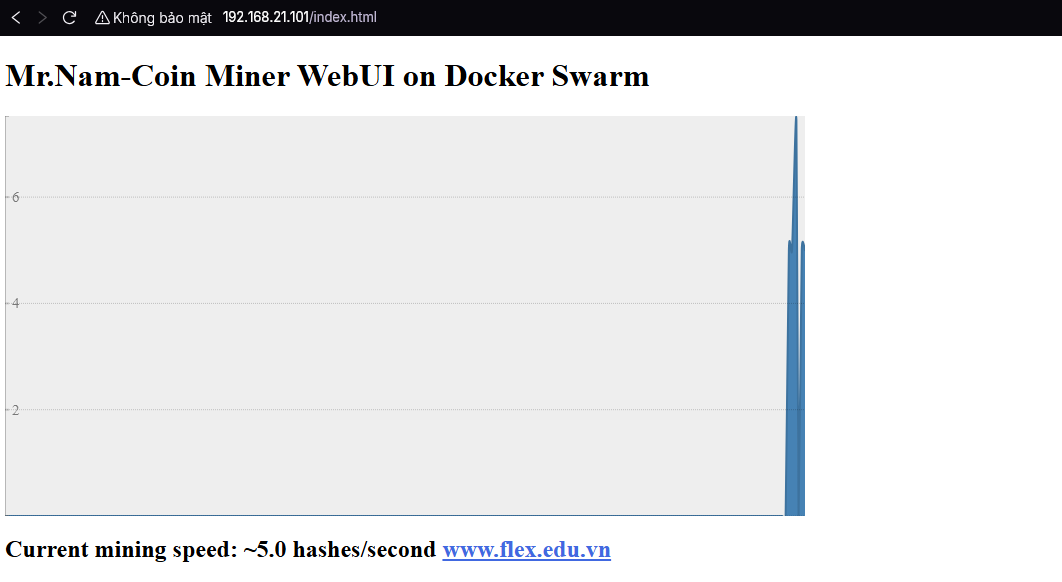 Không bảo mật 192.168.21.101/index.html
Mr.Nam-Coin Miner WebUI on Docker Swarm
6
4
2
Current mining speed: ~5.0 hashes/second www.flex.edu.vn